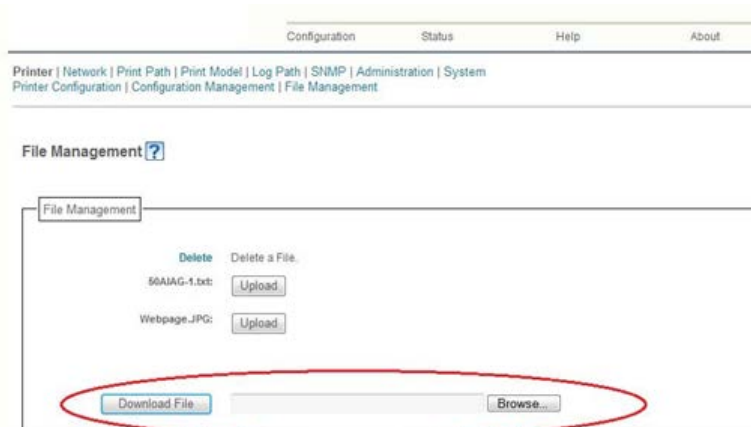 Configuration Status Help About
Printer | Network | Print Path | Print Model | Log Path | SNMP | Administration | System
Printer Configuration | Configuration Management | File Management
File Management ?
File Management
Delete Delete a File.
50AIAG-1.txt: Upload
Webpage.JPG: Upload
Download File Browse...